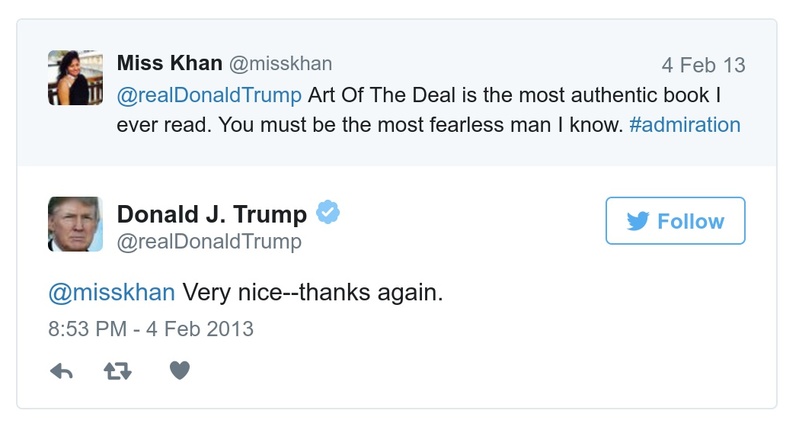 Miss Khan @misskhan 4 Feb 13
@realDonaldTrump Art Of The Deal is the most authentic book I
ever read. You must be the most fearless man I know. #admiration
Donald J. Trump
@realDonaldTrump
Follow
@misskhan Very nice--thanks again.
8:53 PM - 4 Feb 2013